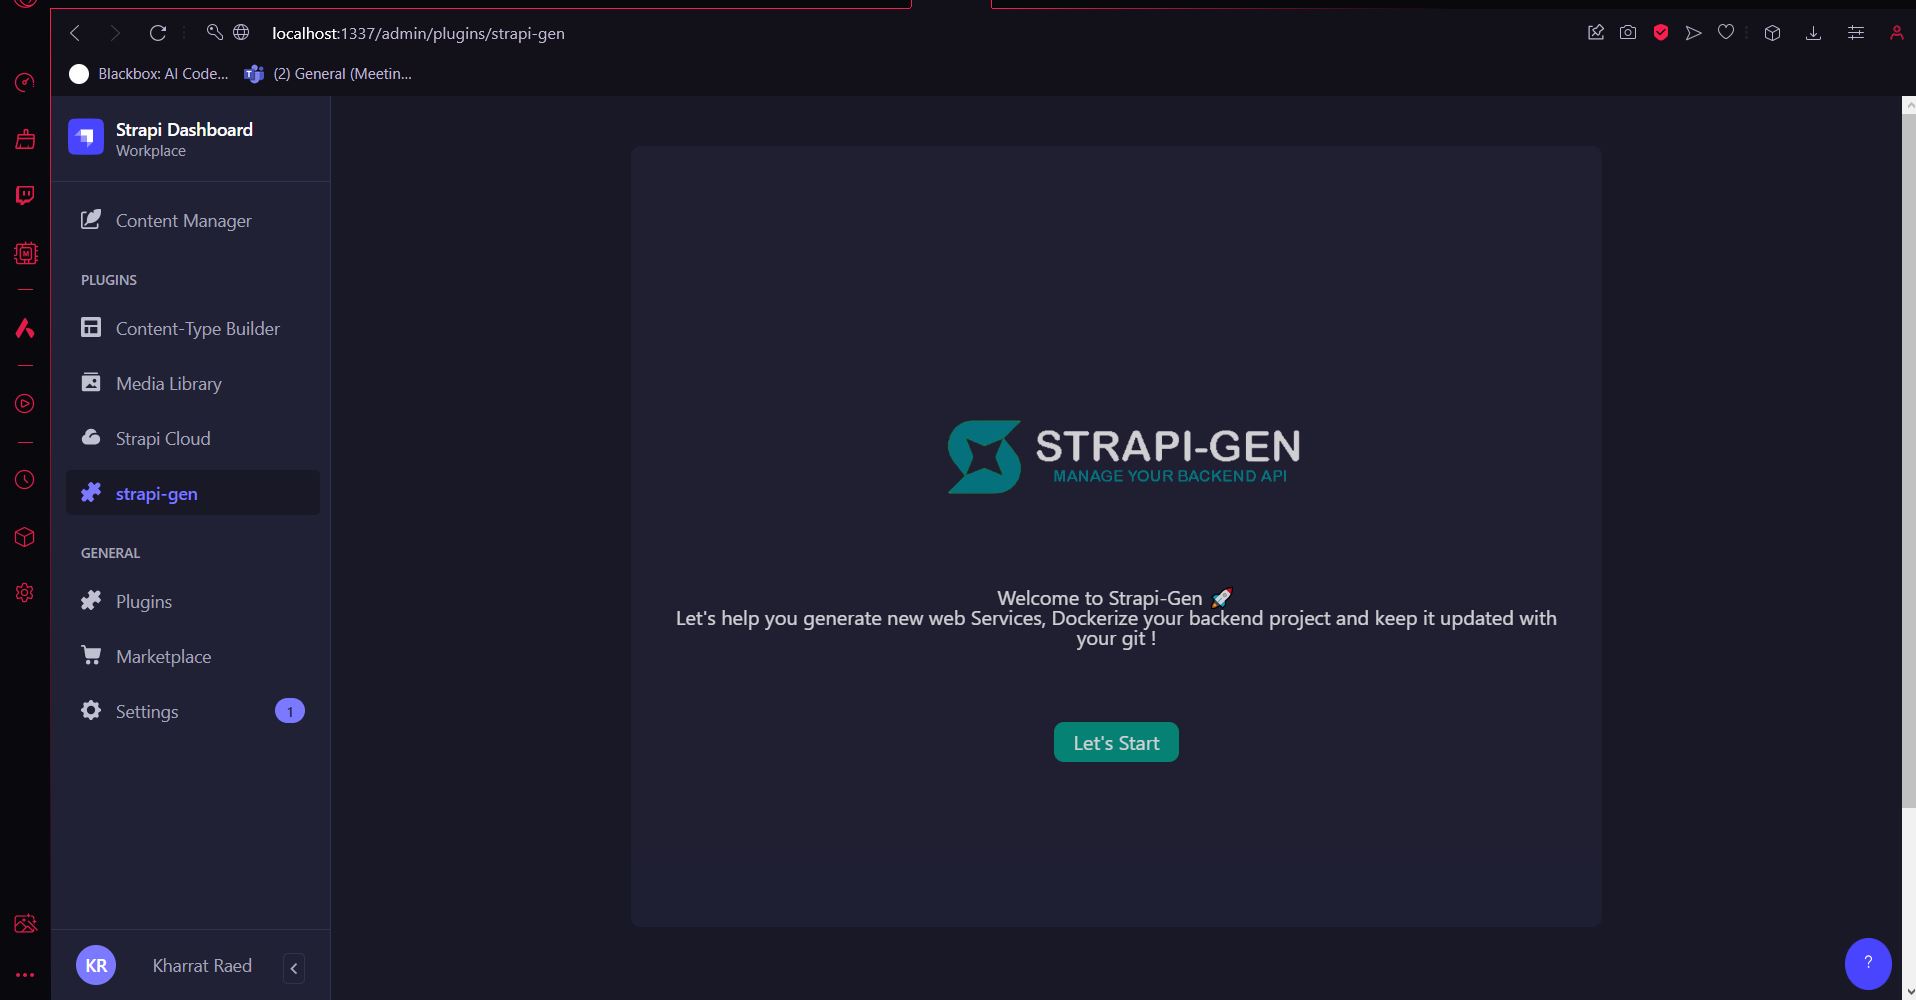 localhost:1337/admin/plugins/strapi-gen
Blackbox: AI Code...
(2) General (Meetin...
Strapi Dashboard
Workplace
Content Manager
PLUGINS
Content-Type Builder
Media Library
Strapi Cloud
strapi-gen
GENERAL
Plugins
Marketplace
Settings
1
Kharrat Raed
KR
STRAPI-GEN
MANAGE YOUR BACKEND API
Welcome to Strapi-Gen 🚀
Let's help you generate new web Services, Dockerize your backend project and keep it updated with
your git !
Let's Start
?